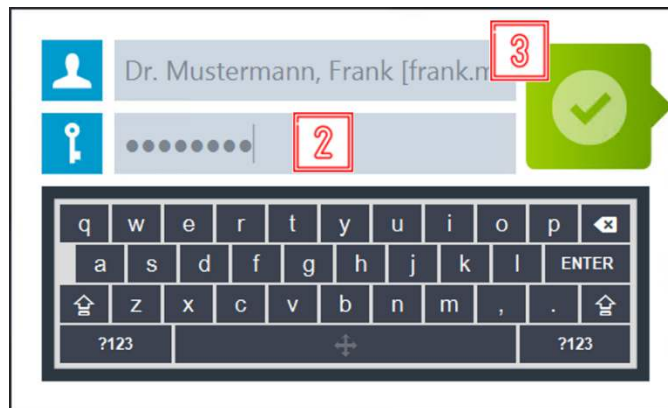 Dr. Mustermann, Frank [frank.m
3
●●●●●●●●
2
q w e r t y u i o p
a s d f g h j k l ENTER
z x c v b n m , .
?123 ?123